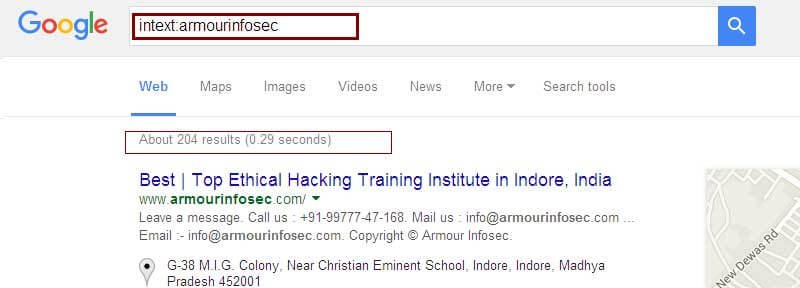 Google
intext:armourinfosec
Web Maps Images Videos News More Search tools
About 204 results (0.29 seconds)
Best | Top Ethical Hacking Training Institute in Indore, India
www.armourinfosec.com/
Leave a message. Call us : +91-99777-47-168. Mail us : info@armourinfosec.com ...
Email :- info@armourinfosec.com. Copyright © Armour Infosec.
G-38 M.I.G. Colony, Near Christian Eminent School, Indore, Indore, Madhya
Pradesh 452001
New Dewas Rd